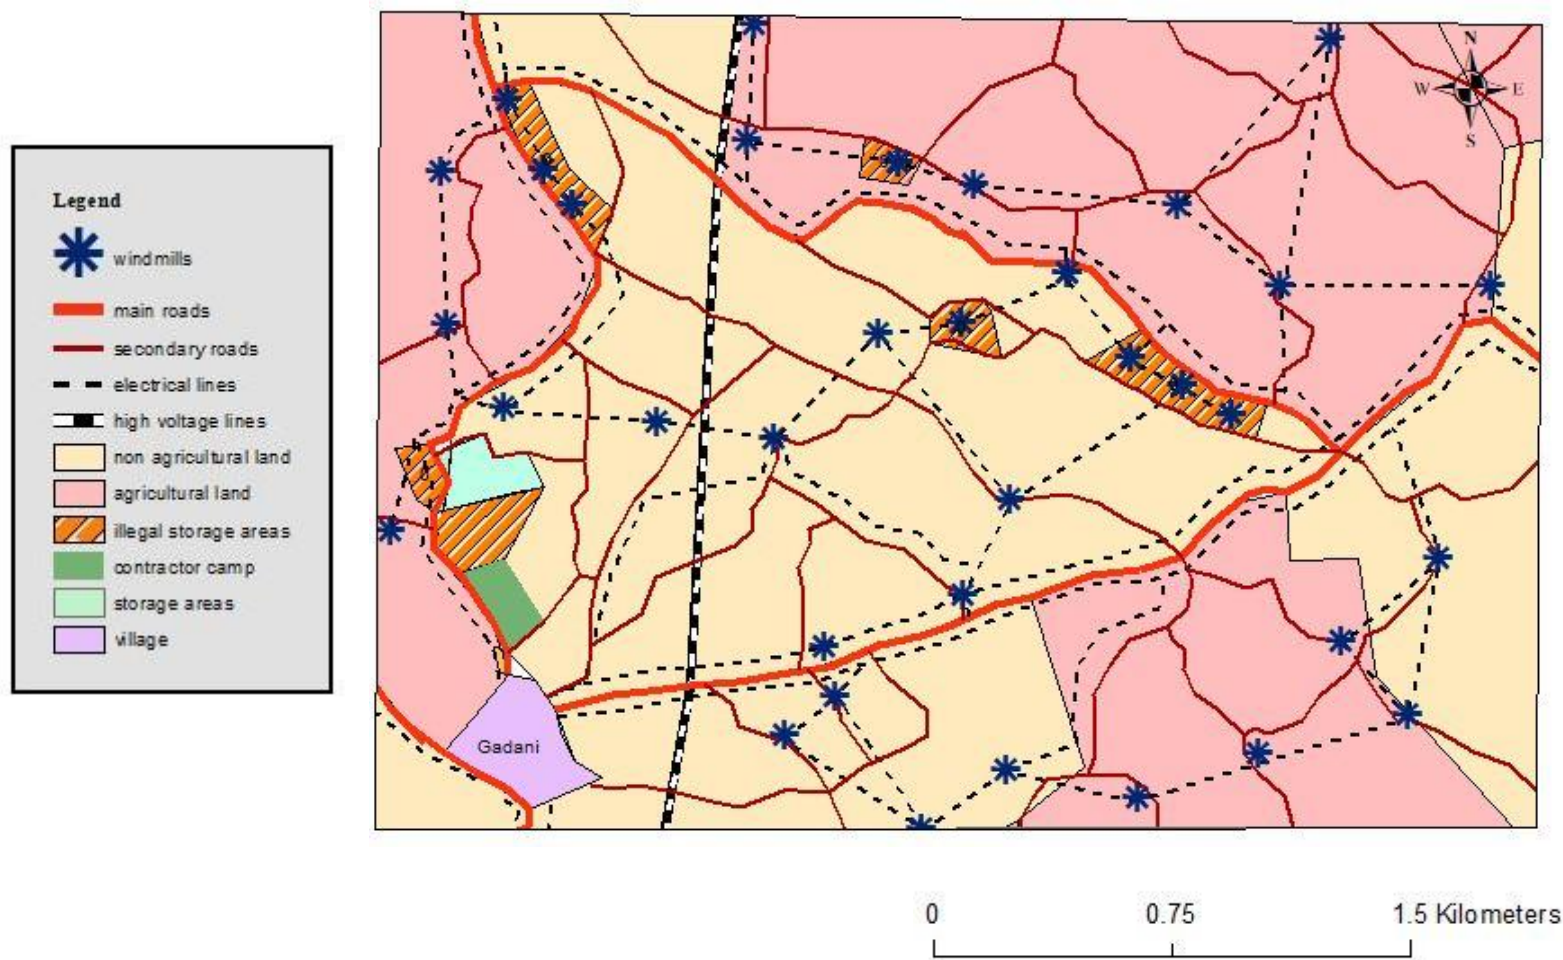 Legend
windmills
main roads
secondary roads
electrical lines
high voltage lines
non agricultural land
agricultural land
illegal storage areas
contractor camp
storage areas
village
N
W E
S
Gadani
0 0.75 1.5 Kilometers